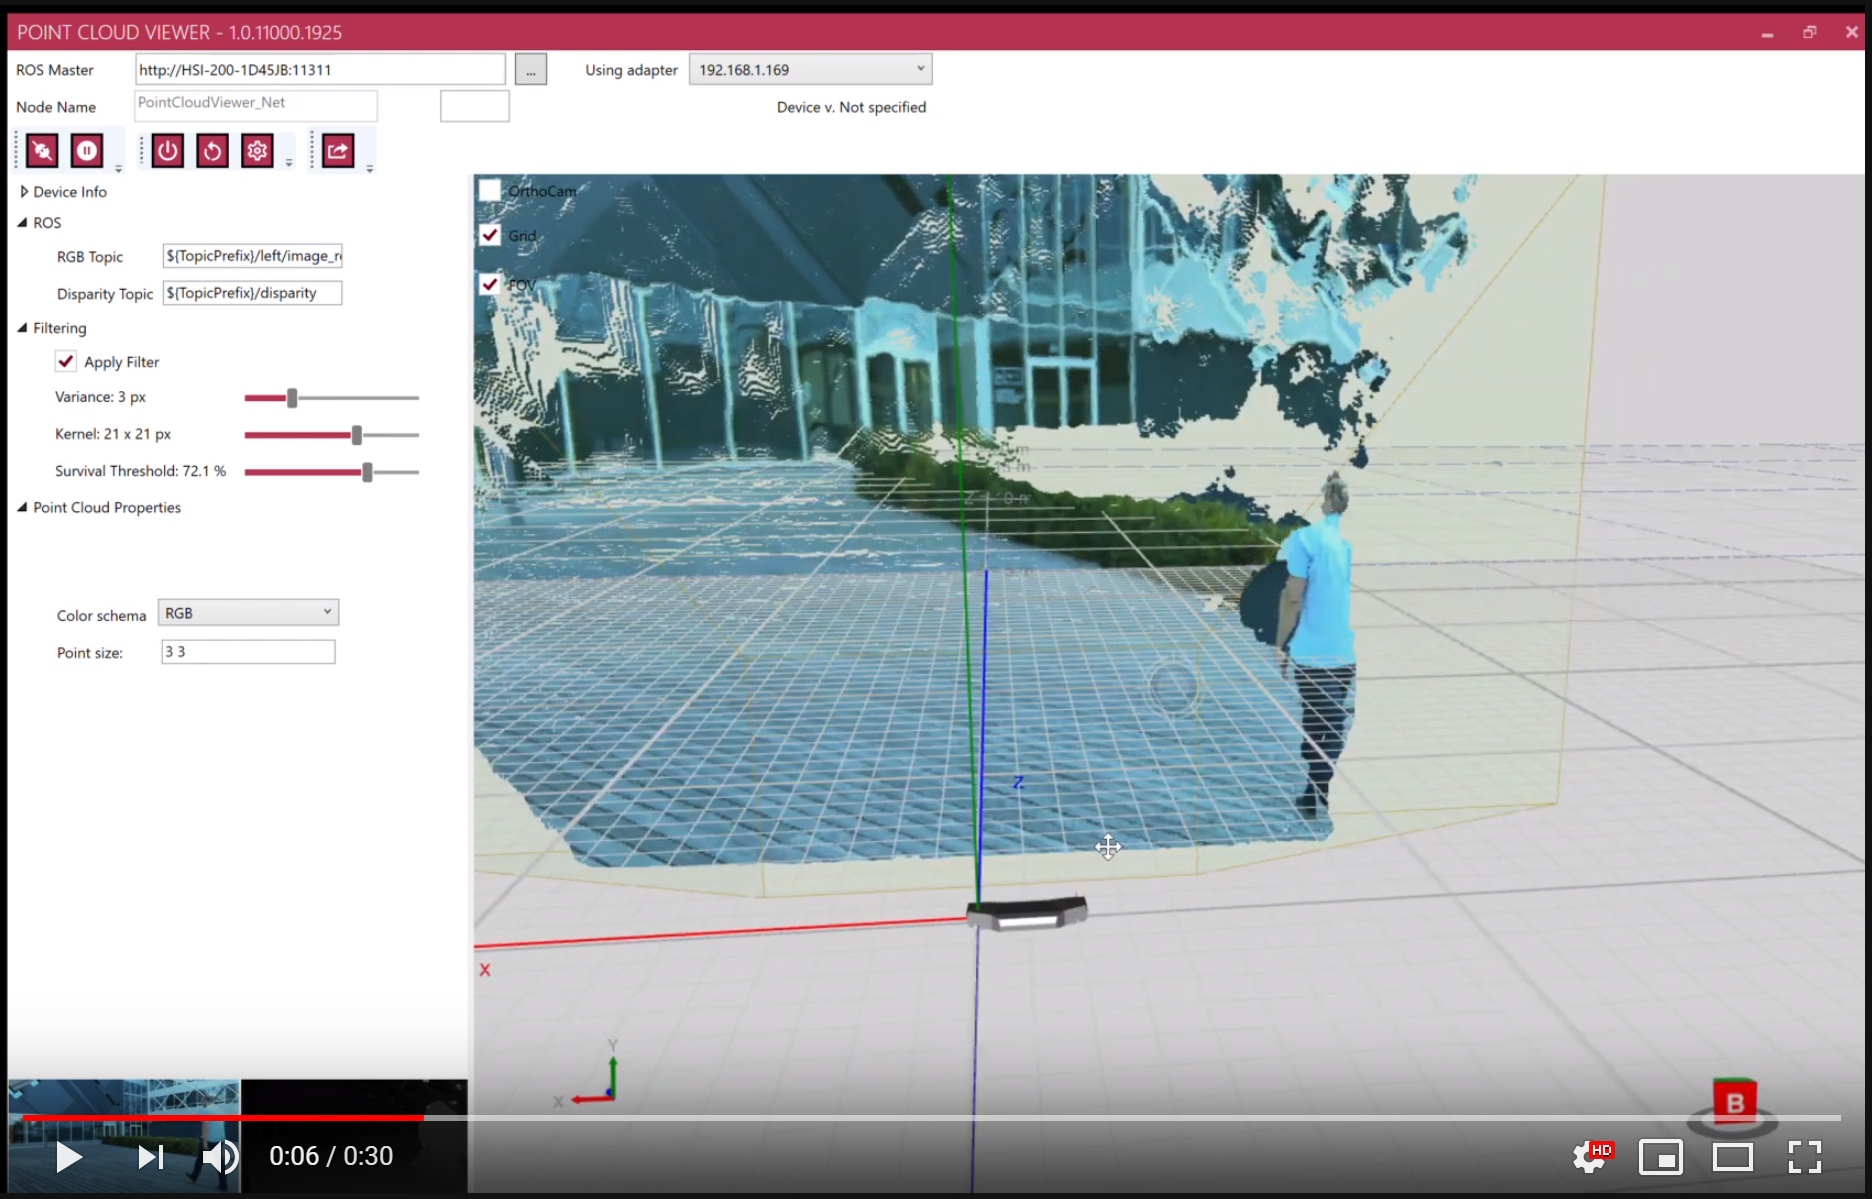 POINT CLOUD VIEWER - 1.0.11000.1925
ROS Master http://HSI-200-1D45JB:11311 ... Using adapter 192.168.1.169
Node Name PointCloudViewer_Net Device v. Not specified
Device Info
ROS
RGB Topic ${TopicPrefix}/left/image_r
Disparity Topic ${TopicPrefix}/disparity
Filtering
Apply Filter
Variance: 3 px
Kernel: 21 x 21 px
Survival Threshold: 72.1 %
Point Cloud Properties
Color schema RGB
Point size: 3 3
OrthoCam
Grid
FOV
Z
X
Y
X
B
0:06 / 0:30
HD